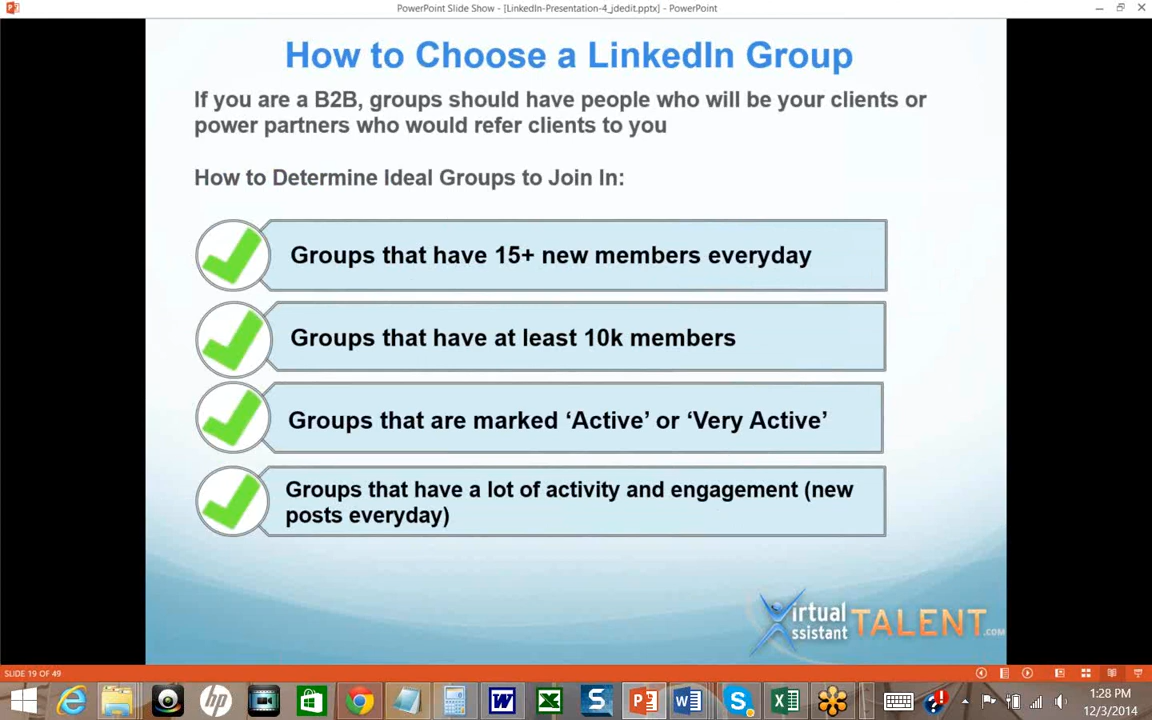 PowerPoint Slide Show - [LinkedIn-Presentation-4_jdedit.pptx] - PowerPoint
How to Choose a LinkedIn Group
If you are a B2B, groups should have people who will be your clients or
power partners who would refer clients to you
How to Determine Ideal Groups to Join In:
Groups that have 15+ new members everyday
Groups that have at least 10k members
Groups that are marked ‘Active’ or ‘Very Active’
Groups that have a lot of activity and engagement (new
posts everyday)
Virtual
Assistant TALENT.com
SLIDE 19 OF 49
1:28 PM
12/3/2014